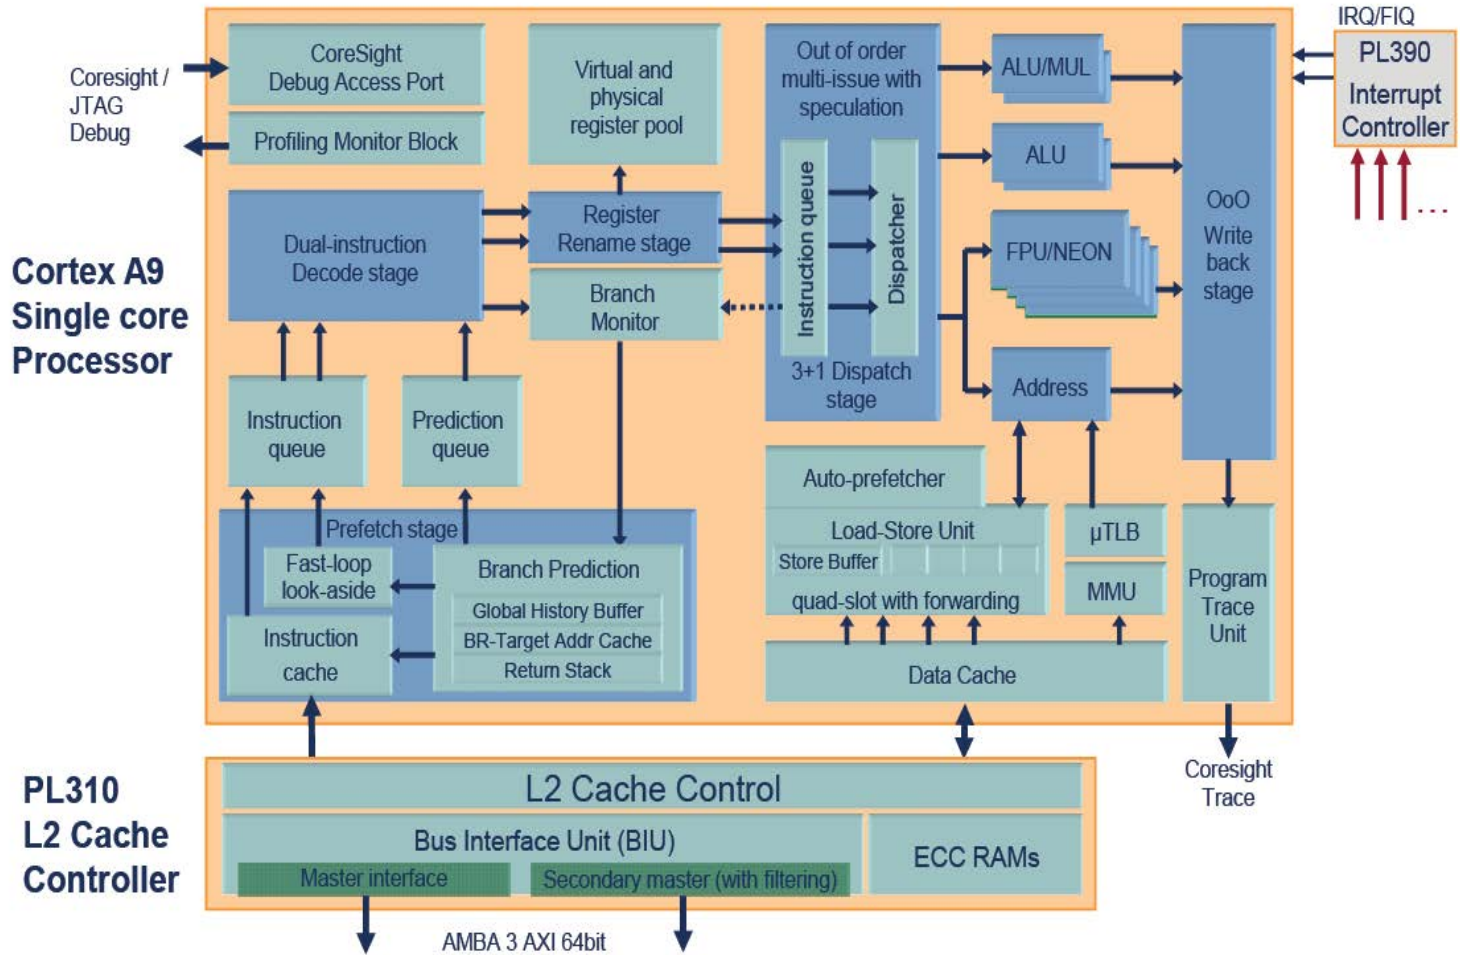 IRQ/FIQ
PL390
Interrupt
Controller
. . .
Coresight /
JTAG
Debug
CoreSight
Debug Access Port
Profiling Monitor Block
Virtual and
physical
register pool
Out of order
multi-issue with
speculation
Instruction queue
Dispatcher
3+1 Dispatch
stage
ALU/MUL
ALU
FPU/NEON
Address
OoO
Write
back
stage
Cortex A9
Single core
Processor
Dual-instruction
Decode stage
Register
Rename stage
Branch
Monitor
Instruction
queue
Prediction
queue
Prefetch stage
Fast-loop
look-aside
Instruction
cache
Branch Prediction
Global History Buffer
BR-Target Addr Cache
Return Stack
Auto-prefetcher
Load-Store Unit
Store Buffer
quad-slot with forwarding
µTLB
MMU
Data Cache
Program
Trace
Unit
Coresight
Trace
PL310
L2 Cache
Controller
L2 Cache Control
Bus Interface Unit (BIU)
Master interface
Secondary master (with filtering)
ECC RAMs
AMBA 3 AXI 64bit